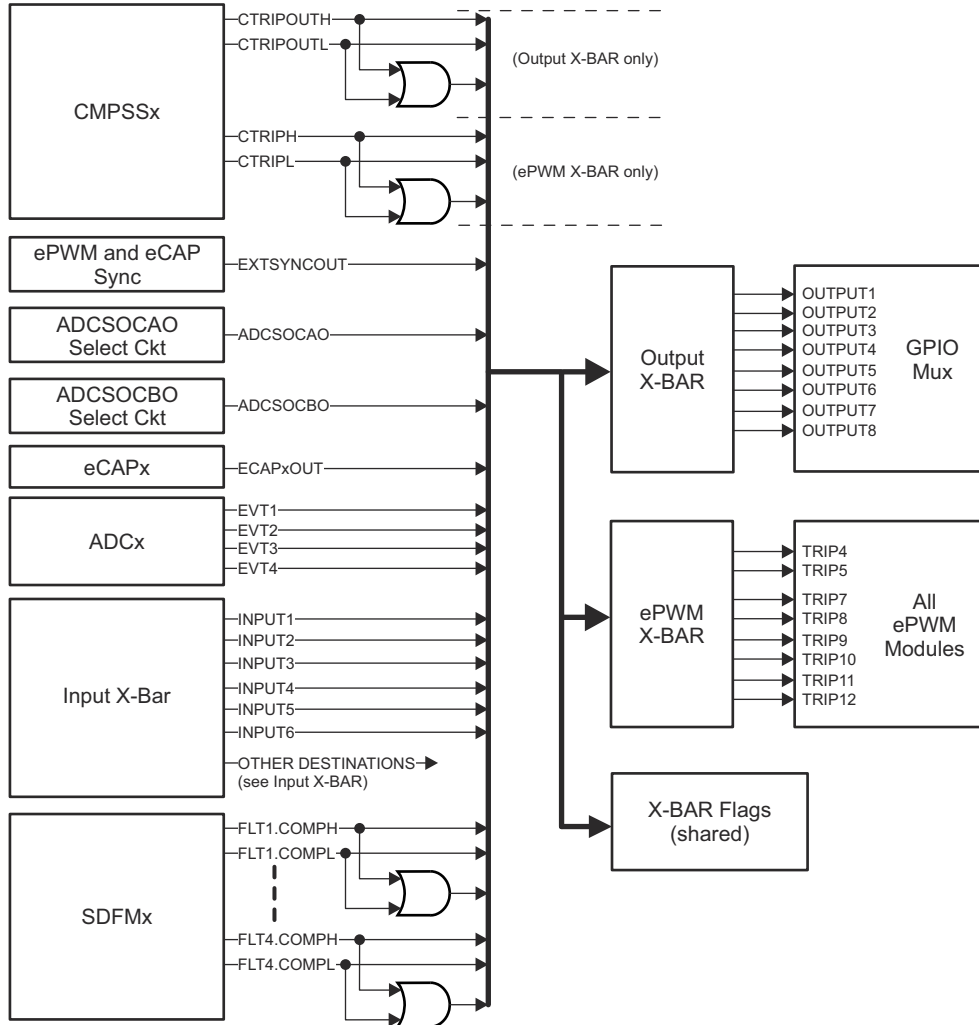 CMPSSx
CTRIPOUTH
CTRIPOUTL
(Output X-BAR only)
CTRIPH
CTRIPL
(ePWM X-BAR only)
ePWM and eCAP
Sync
EXTSYNCOUT
ADCSOCAO
Select Ckt
ADCSOCAO
ADCSOCBO
Select Ckt
ADCSOCBO
eCAPx
ECAPxOUT
ADCx
EVT1
EVT2
EVT3
EVT4
Input X-Bar
INPUT1
INPUT2
INPUT3
INPUT4
INPUT5
INPUT6
OTHER DESTINATIONS
(see Input X-BAR)
SDFMx
FLT1.COMPH
FLT1.COMPL
FLT4.COMPH
FLT4.COMPL
Output
X-BAR
OUTPUT1
OUTPUT2
OUTPUT3
OUTPUT4
OUTPUT5
OUTPUT6
OUTPUT7
OUTPUT8
GPIO
Mux
ePWM
X-BAR
TRIP4
TRIP5
TRIP7
TRIP8
TRIP9
TRIP10
TRIP11
TRIP12
All
ePWM
Modules
X-BAR Flags
(shared)